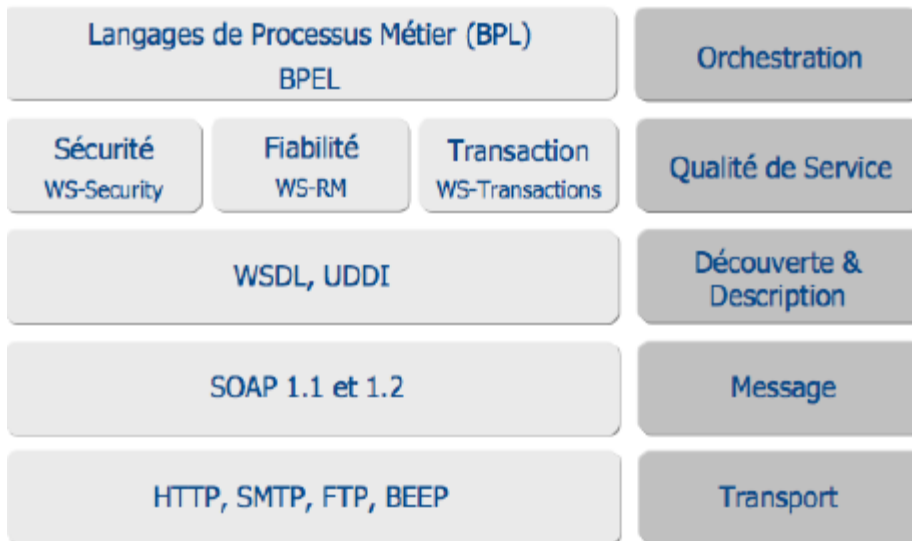 Langages de Processus Métier (BPL)
BPEL
Orchestration
Sécurité
WS-Security
Fiabilité
WS-RM
Transaction
WS-Transactions
Qualité de Service
WSDL, UDDI
Découverte &
Description
SOAP 1.1 et 1.2
Message
HTTP, SMTP, FTP, BEEP
Transport